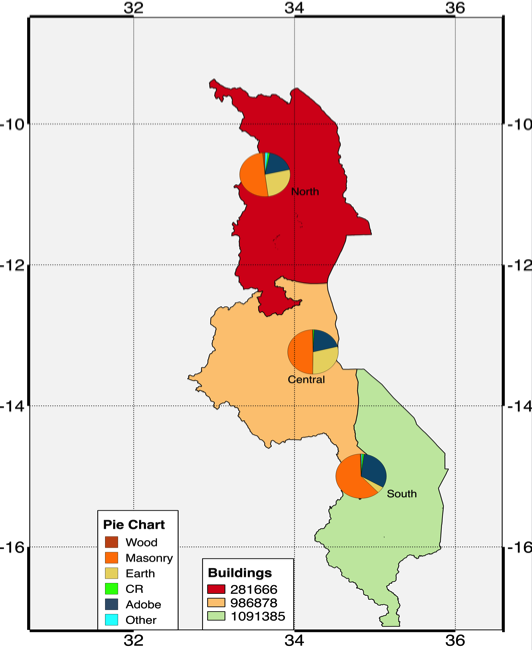 32 34 36
-10 -10
North
-12 -12
Central
-14 -14
South
Pie Chart
Wood
Masonry
Earth
CR
Adobe
Other
-16 -16
Buildings
281666
986878
1091385
32 34 36